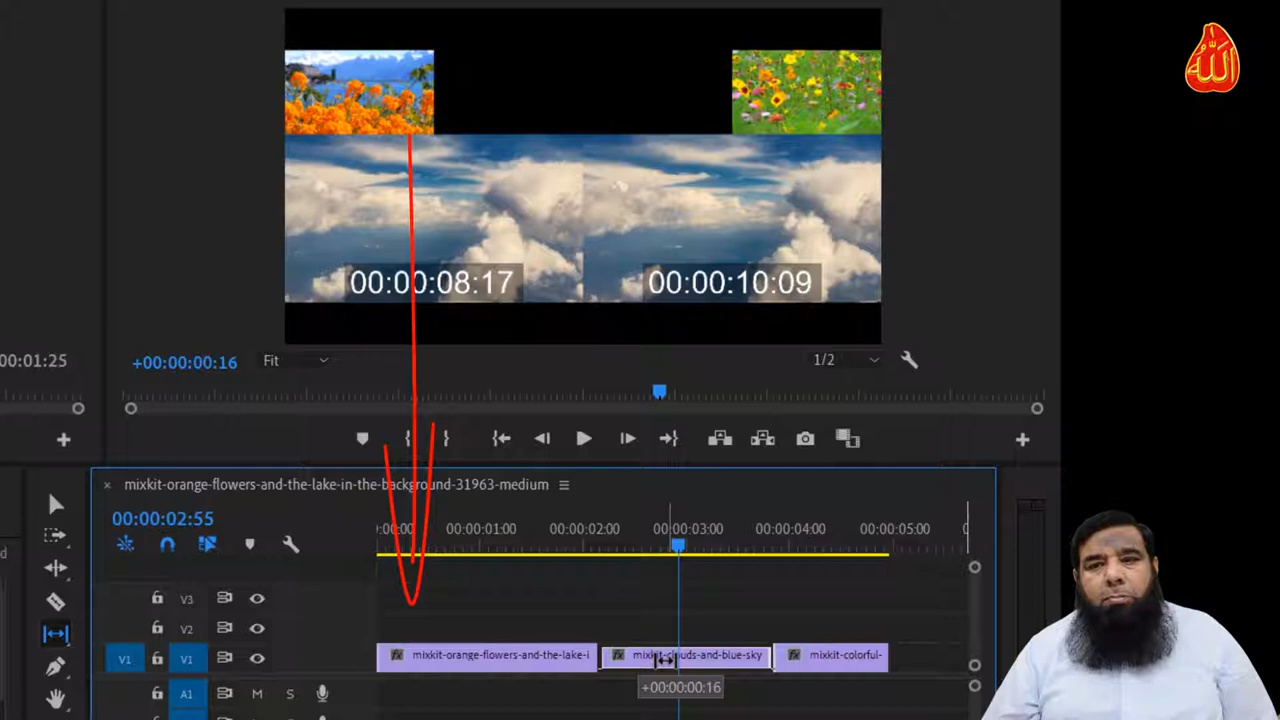 الله
00:00:08:17
00:00:10:09
00:01:25
+00:00:00:16
Fit
1/2
mixkit-orange-flowers-and-the-lake-in-the-background-31963-medium
00:00:02:55
:00:00
00:00:01:00
00:00:02:00
00:00:03:00
00:00:04:00
00:00:05:00
V3
V2
V1
V1
mixkit-orange-flowers-and-the-lake-i
mixkit-clouds-and-blue-sky
mixkit-colorful-
+00:00:00:16
A1
M
S